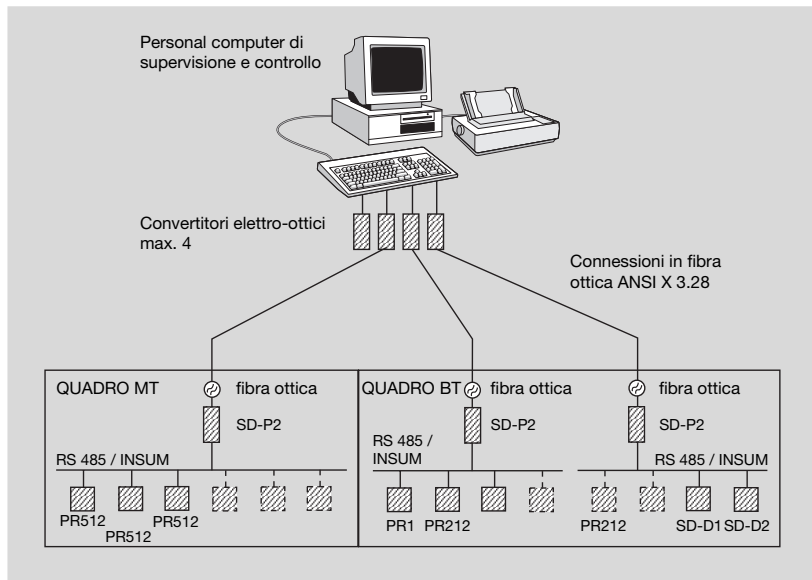 Personal computer di
supervisione e controllo
Convertitori elettro-ottici
max. 4
Connessioni in fibra
ottica ANSI X 3.28
QUADRO MT
fibra ottica
SD-P2
RS 485 / INSUM
PR512
PR512
PR512
QUADRO BT
fibra ottica
SD-P2
RS 485 /
INSUM
PR1
PR212
fibra ottica
SD-P2
RS 485 / INSUM
PR212
SD-D1
SD-D2